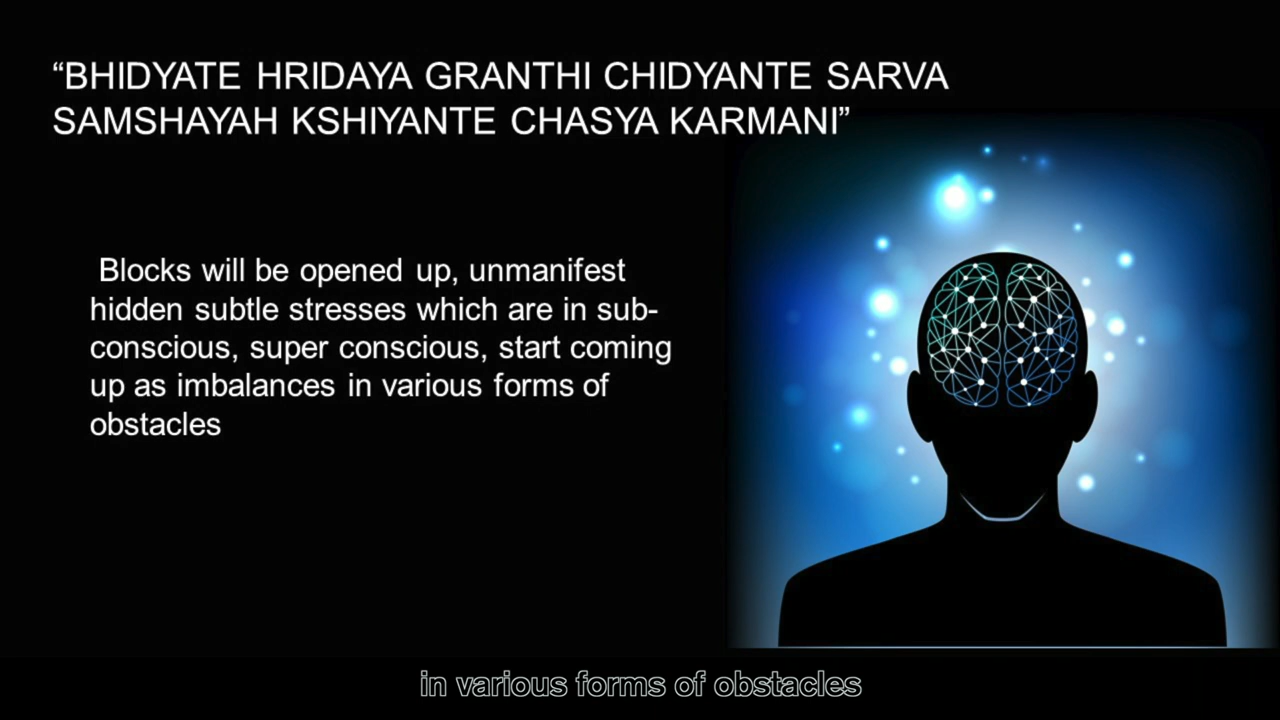 “BHIDYATE HRIDAYA GRANTHI CHIDYANTE SARVA
SAMSHAYAH KSHIYANTE CHASYA KARMANI”
Blocks will be opened up, unmanifest
hidden subtle stresses which are in sub-
conscious, super conscious, start coming
up as imbalances in various forms of
obstacles
in various forms of obstacles